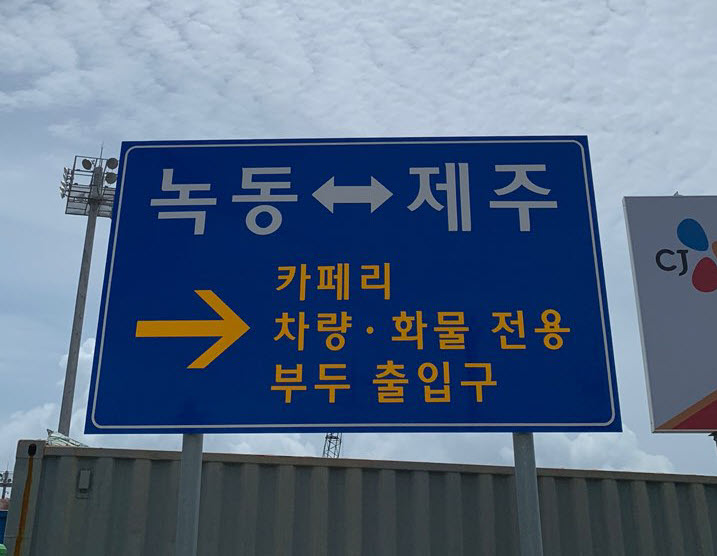 녹동↔제주
카페리
차량·화물 전용
부두 출입구
CJ